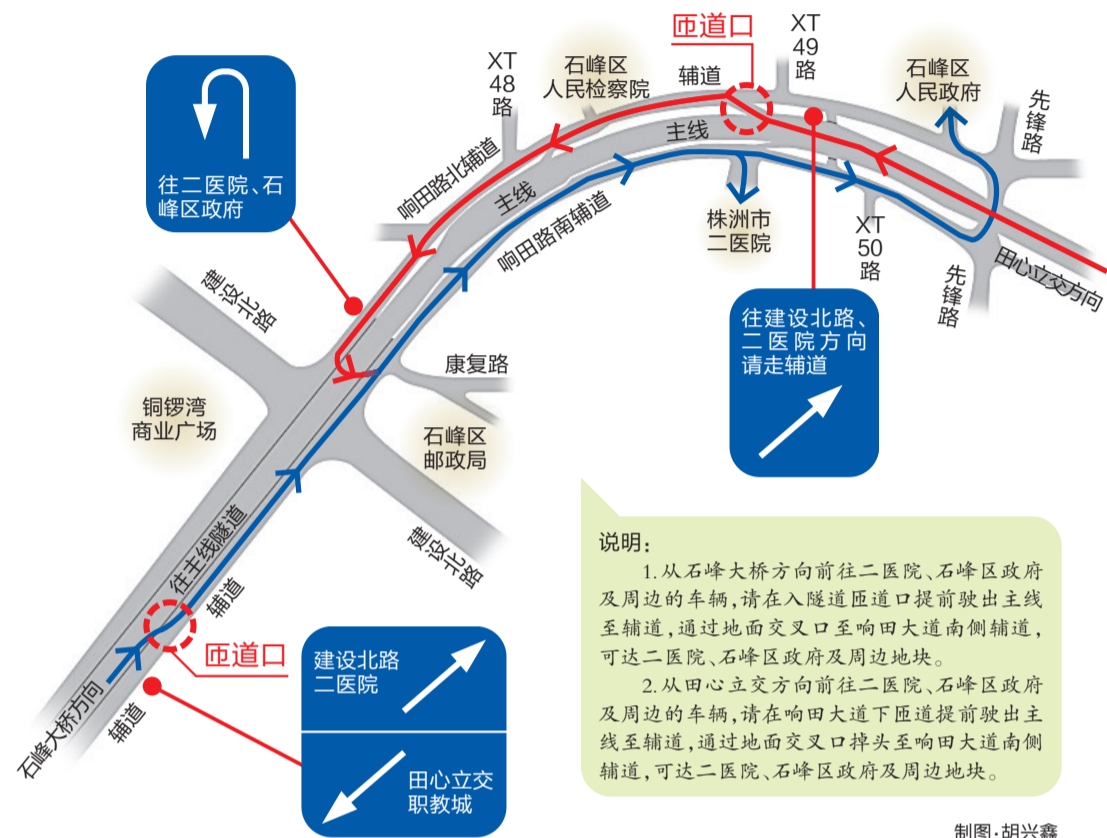 匝道口
XT
49
路
XT
48
路
石峰区
人民检察院
辅道
石峰区
人民政府
先锋路
往二医院、石
峰区政府
主线
响田路北辅道
主线
响田路南辅道
株洲市
二医院
XT
50
路
先锋路
田心立交方向
建设北路
往建设北路、
二医院方向
请走辅道
康复路
铜锣湾
商业广场
石峰区
邮政局
建设北路
往主线隧道
辅道
匝道口
石峰大桥方向
辅道
建设北路
二医院
田心立交
职教城
说明：
1.从石峰大桥方向前往二医院、石峰区政府
及周边的车辆,请在入隧道匝道口提前驶出主线
至辅道,通过地面交叉口至响田大道南侧辅道,
可达二医院、石峰区政府及周边地块。
2.从田心立交方向前往二医院、石峰区政府
及周边的车辆,请在响田大道下匝道提前驶出主
线至辅道,通过地面交叉口掉头至响田大道南侧
辅道,可达二医院、石峰区政府及周边地块。
制图·胡兴鑫